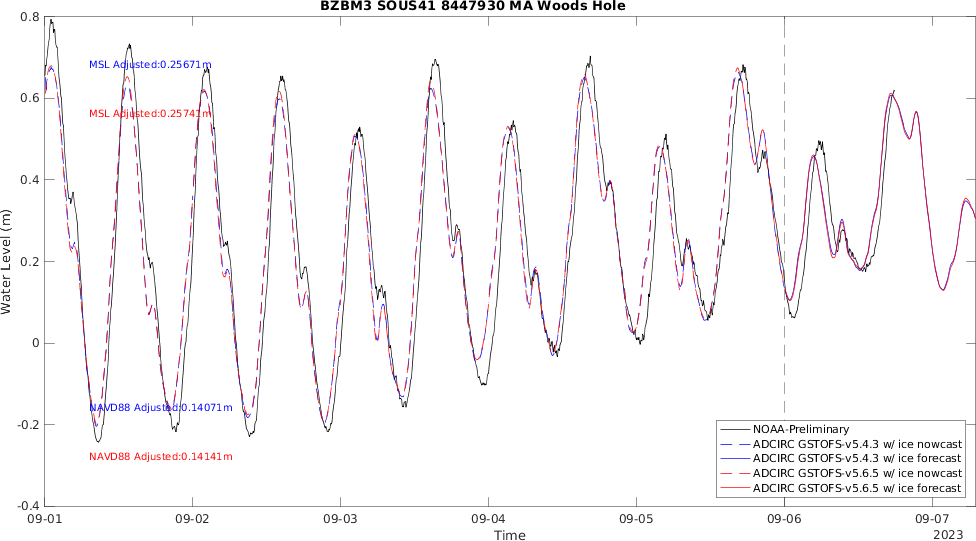 BZBM3 SOUS41 8447930 MA Woods Hole
0.8
0.6
0.4
0.2
0
-0.2
-0.4
Water Level (m)
MSL Adjusted:0.25671m
MSL Adjusted:0.25741m
NAVD88 Adjusted:0.14071m
NAVD88 Adjusted:0.14141m
NOAA-Preliminary
ADCIRC GSTOFS-v5.4.3 w/ ice nowcast
ADCIRC GSTOFS-v5.4.3 w/ ice forecast
ADCIRC GSTOFS-v5.6.5 w/ ice nowcast
ADCIRC GSTOFS-v5.6.5 w/ ice forecast
09-01 09-02 09-03 09-04 09-05 09-06 09-07
Time
2023